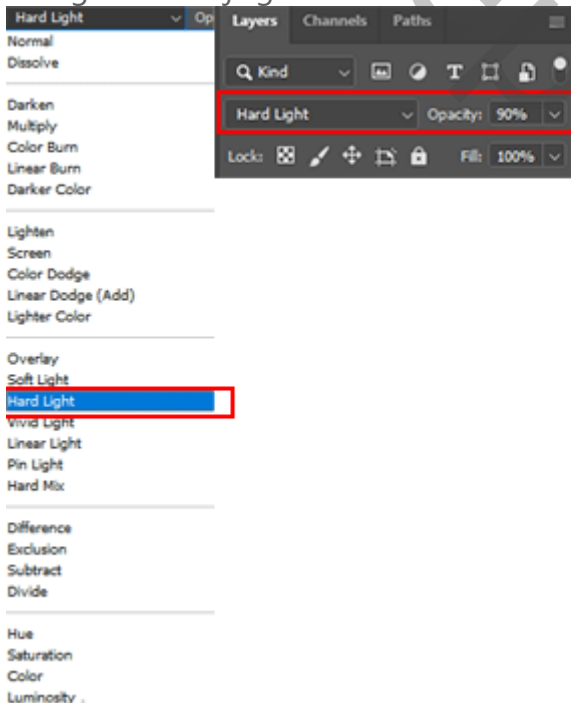 Hard Light Op
Normal
Dissolve
Darken
Multiply
Color Burn
Linear Burn
Darker Color
Lighten
Screen
Color Dodge
Linear Dodge (Add)
Lighter Color
Overlay
Soft Light
Hard Light
Vivid Light
Linear Light
Pin Light
Hard Mix
Difference
Exclusion
Subtract
Divide
Hue
Saturation
Color
Luminosity .
Layers Channels Paths
Kind
Hard Light Opacity: 90%
Lock: Fill: 100%